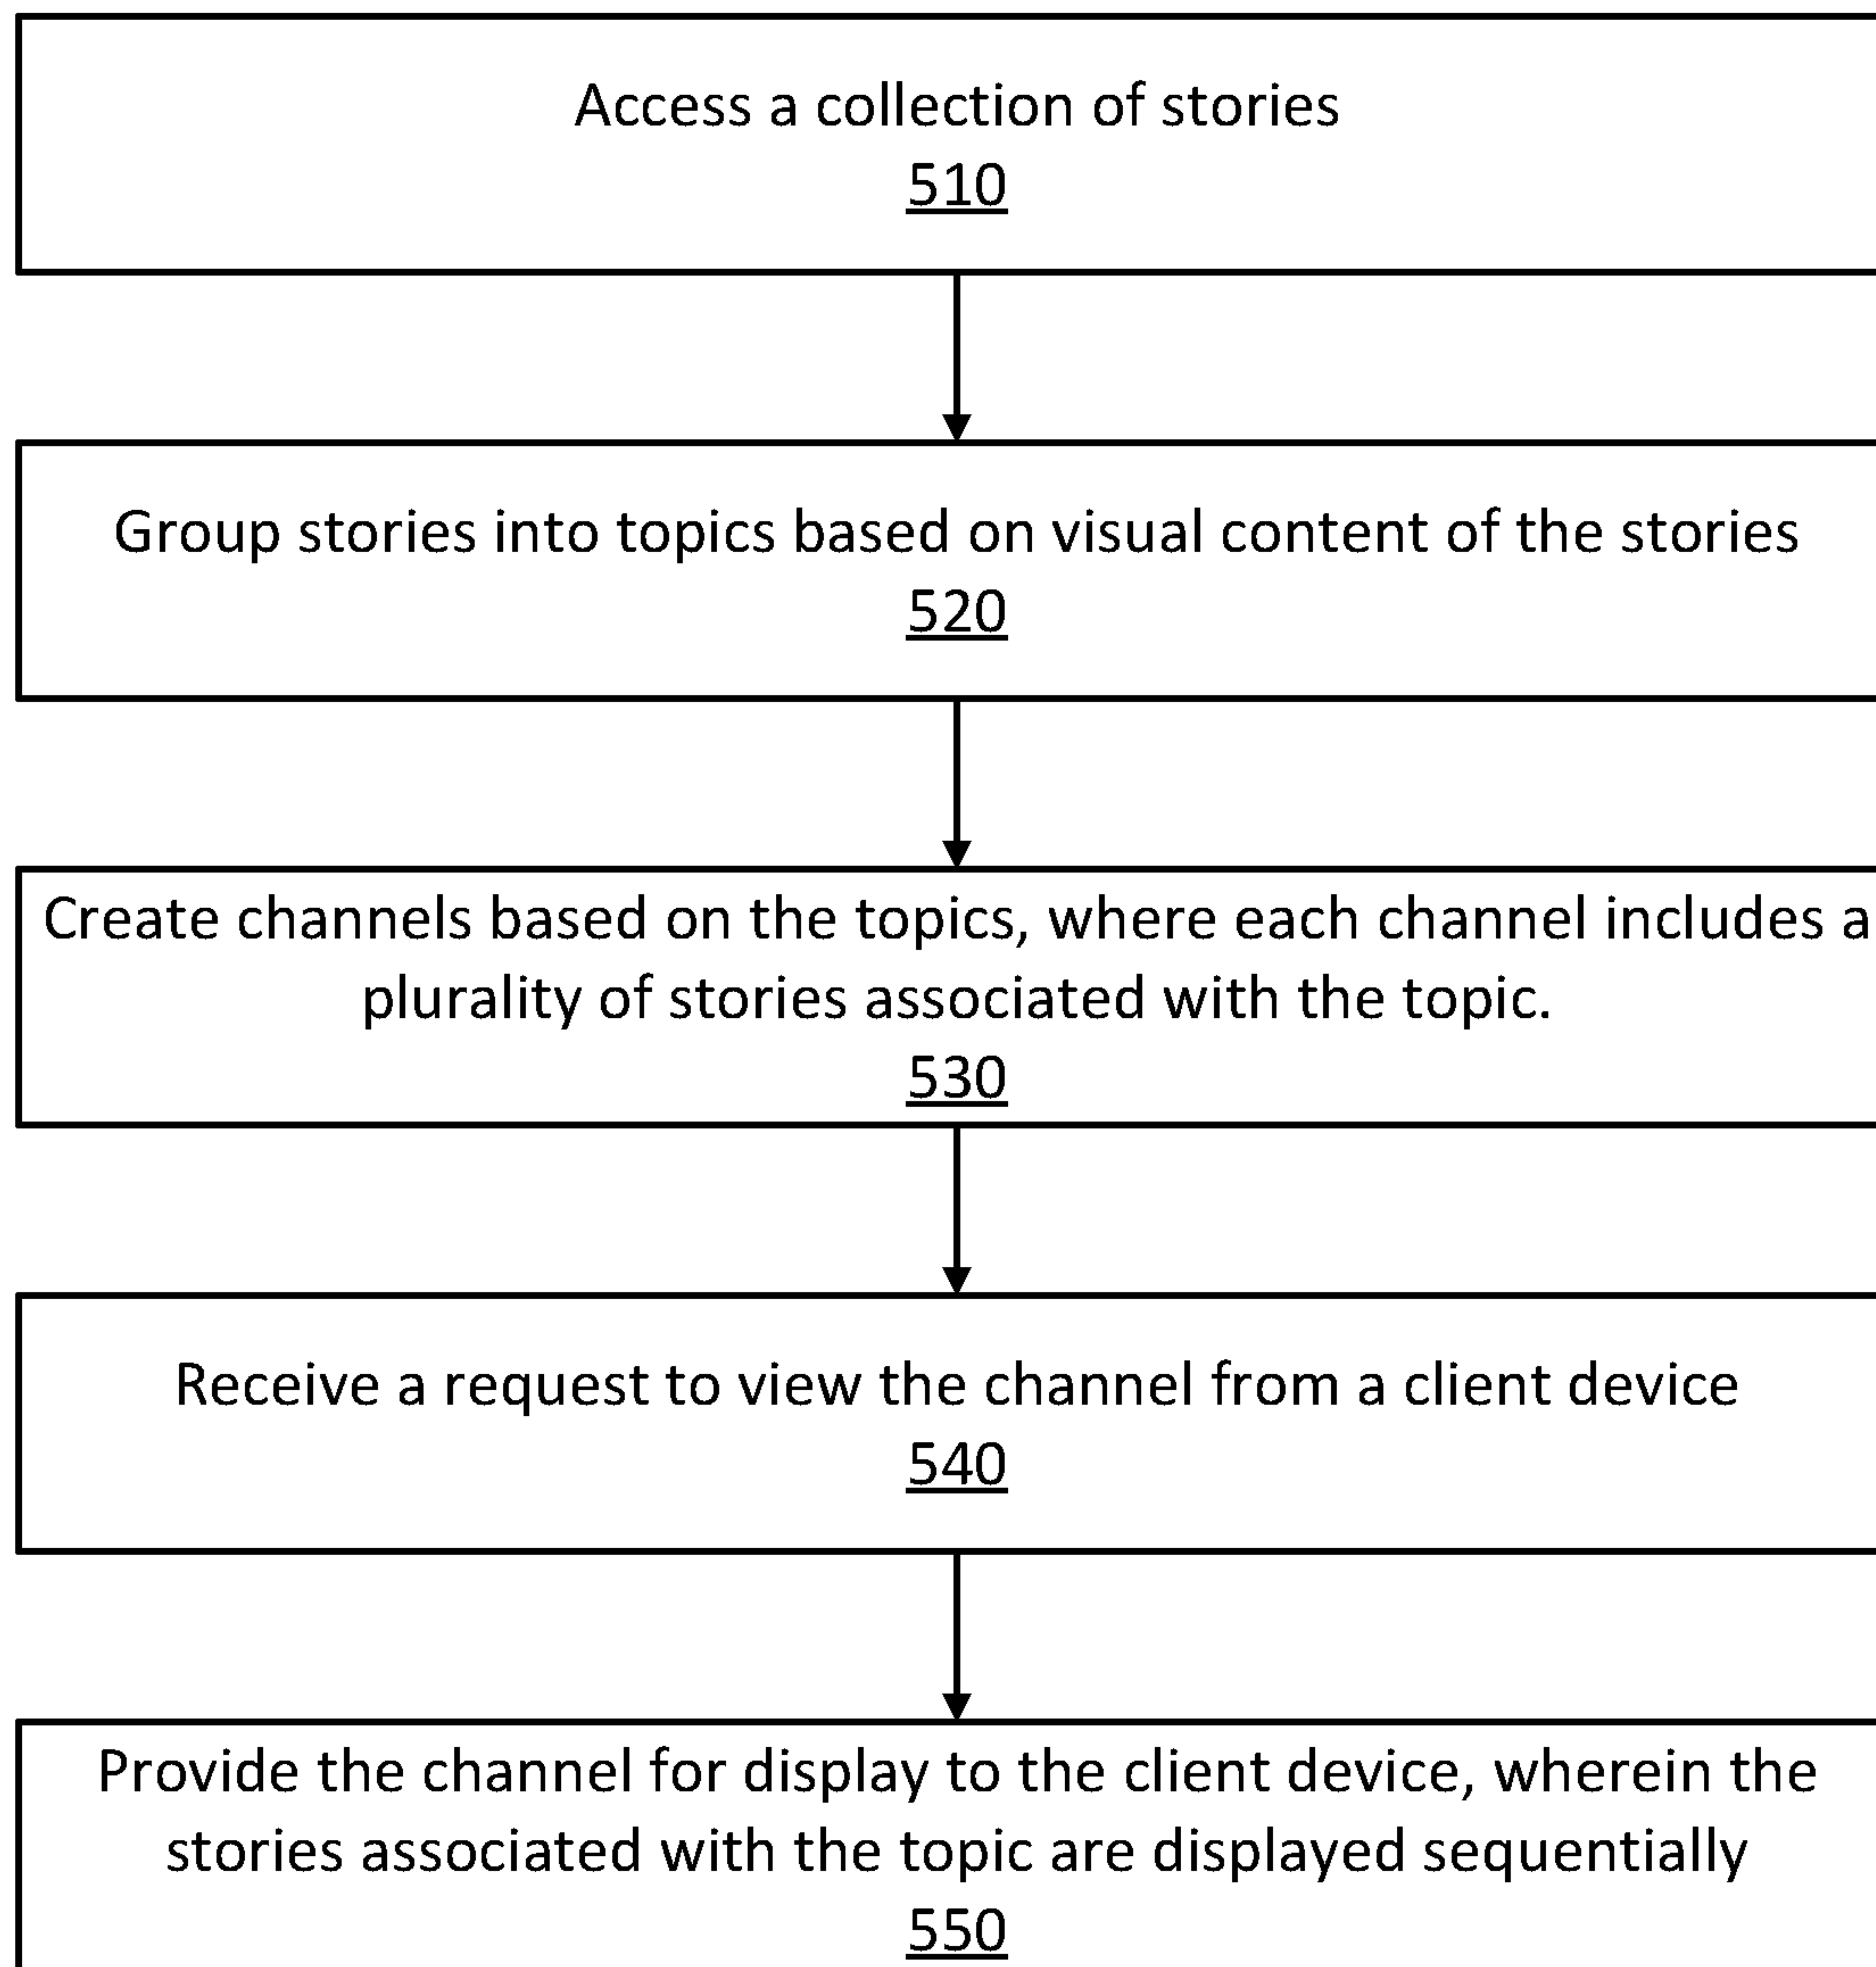 Access a collection of stories
510
Group stories into topics based on visual content of the stories
520
Create channels based on the topics, where each channel includes a
plurality of stories associated with the topic.
530
Receive a request to view the channel from a client device
540
Provide the channel for display to the client device, wherein the
stories associated with the topic are displayed sequentially
550